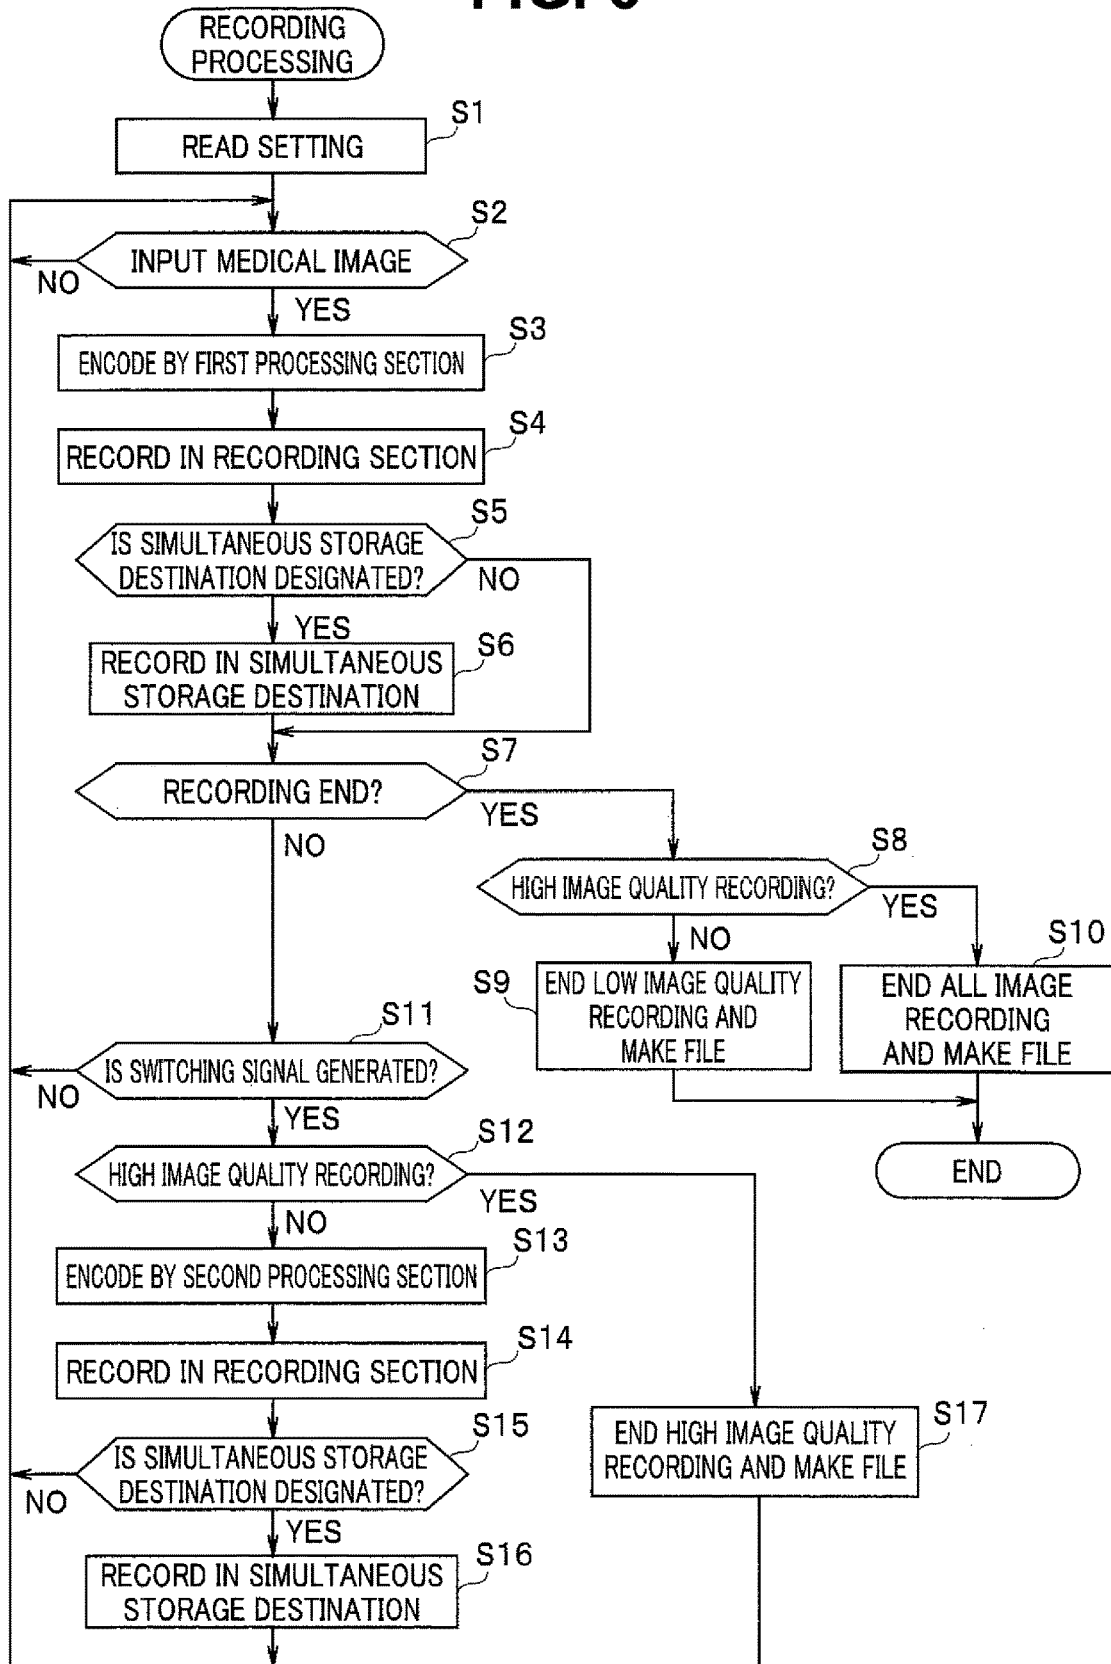 RECORDING
PROCESSING
S1
READ SETTING
S2
INPUT MEDICAL IMAGE
NO
YES
S3
ENCODE BY FIRST PROCESSING SECTION
S4
RECORD IN RECORDING SECTION
S5
IS SIMULTANEOUS STORAGE
DESTINATION DESIGNATED?
NO
YES
S6
RECORD IN SIMULTANEOUS
STORAGE DESTINATION
S7
RECORDING END?
YES
NO
S8
HIGH IMAGE QUALITY RECORDING?
YES
NO
S9
END LOW IMAGE QUALITY
RECORDING AND
MAKE FILE
S10
END ALL IMAGE
RECORDING
AND MAKE FILE
END
S11
IS SWITCHING SIGNAL GENERATED?
NO
YES
S12
HIGH IMAGE QUALITY RECORDING?
YES
NO
S13
ENCODE BY SECOND PROCESSING SECTION
S14
RECORD IN RECORDING SECTION
S15
IS SIMULTANEOUS STORAGE
DESTINATION DESIGNATED?
NO
YES
S16
RECORD IN SIMULTANEOUS
STORAGE DESTINATION
S17
END HIGH IMAGE QUALITY
RECORDING AND MAKE FILE